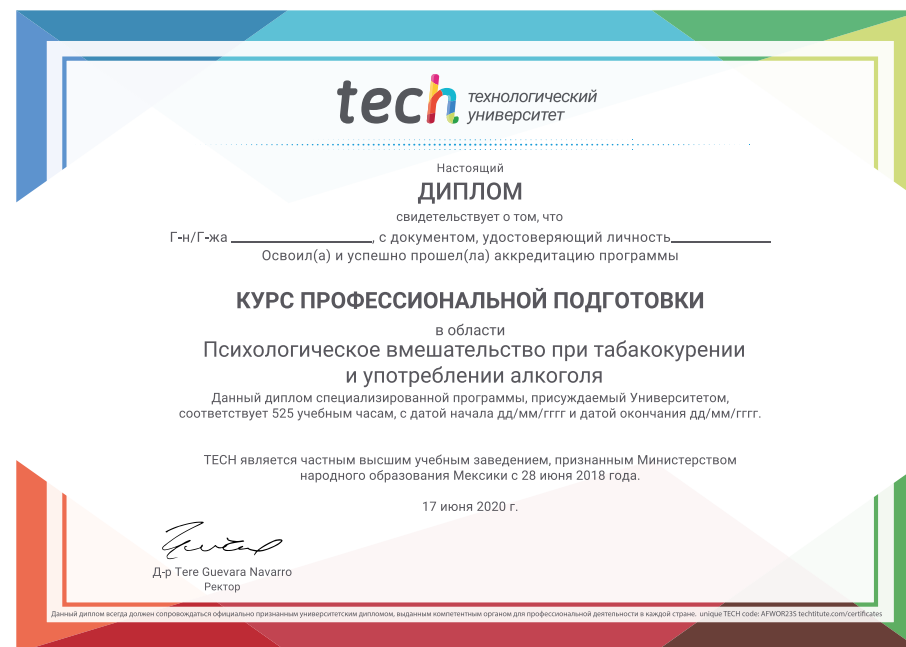 tech технологический
университет
Настоящий
ДИПЛОМ
свидетельствует о том, что
Г-н/Г-жа ________________, с документом, удостоверяющий личность____________
Освоил(а) и успешно прошел(ла) аккредитацию программы
КУРС ПРОФЕССИОНАЛЬНОЙ ПОДГОТОВКИ
в области
Психологическое вмешательство при табакокурении
и употреблении алкоголя
Данный диплом специализированной программы, присуждаемый Университетом,
соответствует 525 учебным часам, с датой начала дд/мм/гггг и датой окончания дд/мм/гггг.
TECH является частным высшим учебным заведением, признанным Министерством
народного образования Мексики с 28 июня 2018 года.
17 июня 2020 г.
Д-р Tere Guevara Navarro
Ректор
Данный диплом всегда должен сопровождаться официально признанным университетским дипломом, выданным компетентным органом для профессиональной деятельности в каждой стране. unique TECH code: AFWOR23S techtitute.com/certificates